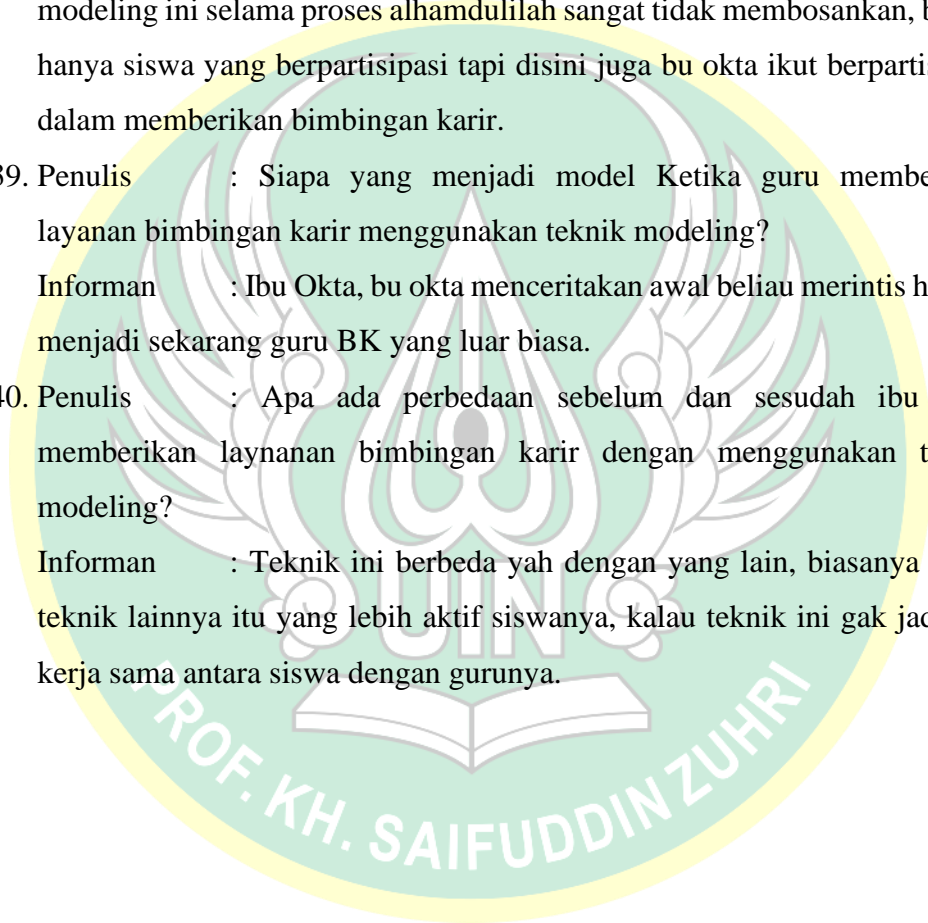 modeling ini selama proses alhamdulilah sangat tidak membosankan,
hanya siswa yang berpartisipasi tapi disini juga bu okta ikut
dalam memberikan bimbingan karir.
39. Penulis : Siapa yang menjadi model Ketika guru
layanan bimbingan karir menggunakan teknik modeling?
Informan : Ibu Okta, bu okta menceritakan awal beliau merintis
menjadi sekarang guru BK yang luar biasa.
40. Penulis : Apa ada perbedaan sebelum dan sesudah ibu
memberikan laynanan bimbingan karir dengan menggunakan
modeling?
Informan : Teknik ini berbeda yah dengan yang lain, biasanya
teknik lainnya itu yang lebih aktif siswanya, kalau teknik ini gak
kerja sama antara siswa dengan gurunya.
UIN
PROF. KH. SAIFUDDIN ZUHRI